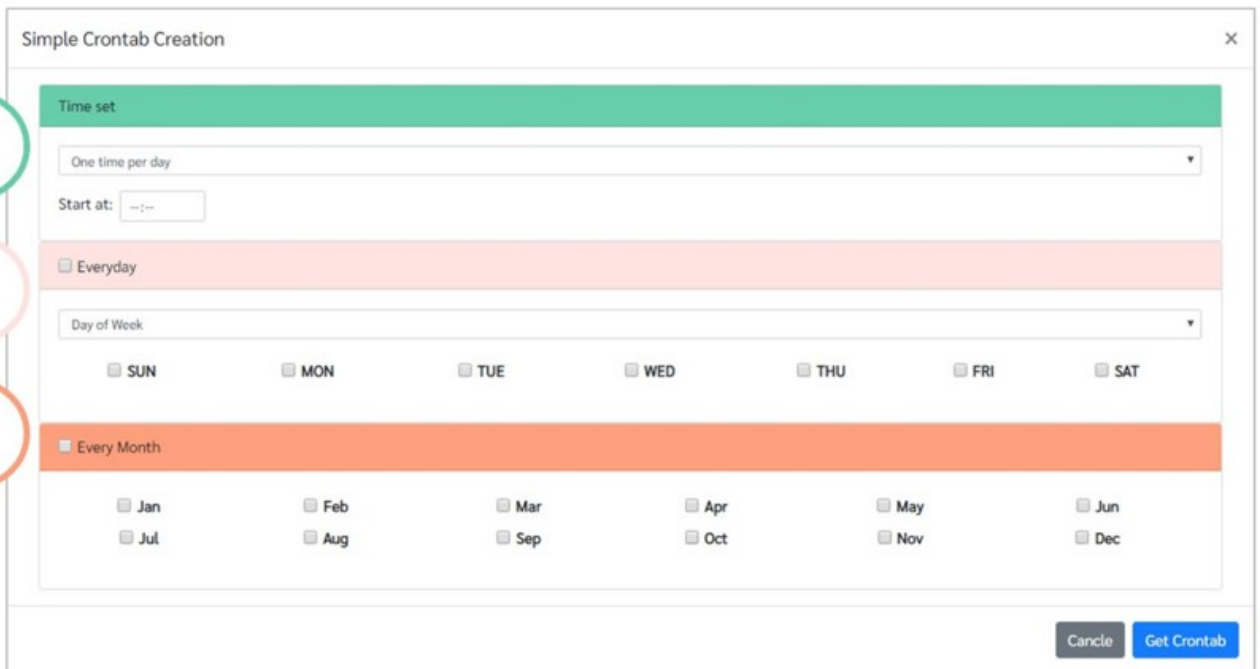 Simple Crontab Creation ×
Time set
One time per day
Start at: --:--
Everyday
Day of Week
SUN MON TUE WED THU FRI SAT
Every Month
Jan Feb Mar Apr May Jun
Jul Aug Sep Oct Nov Dec
Cancle Get Crontab